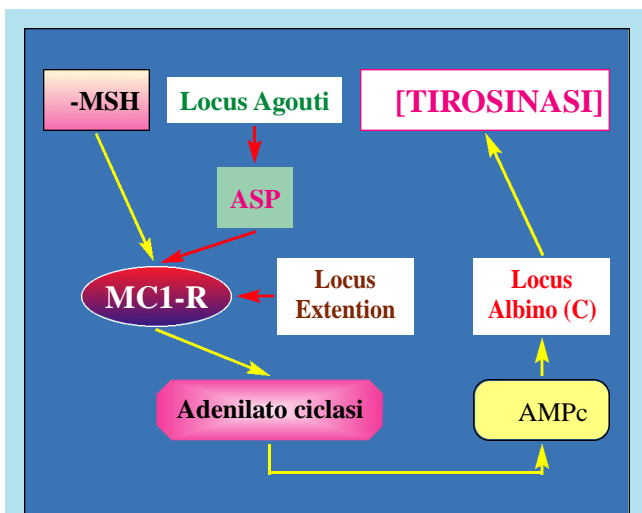 -MSH
Locus Agouti
[TIROSINASI]
ASP
MC1-R
Locus
Extention
Locus
Albino (C)
Adenilato ciclasi
AMPc